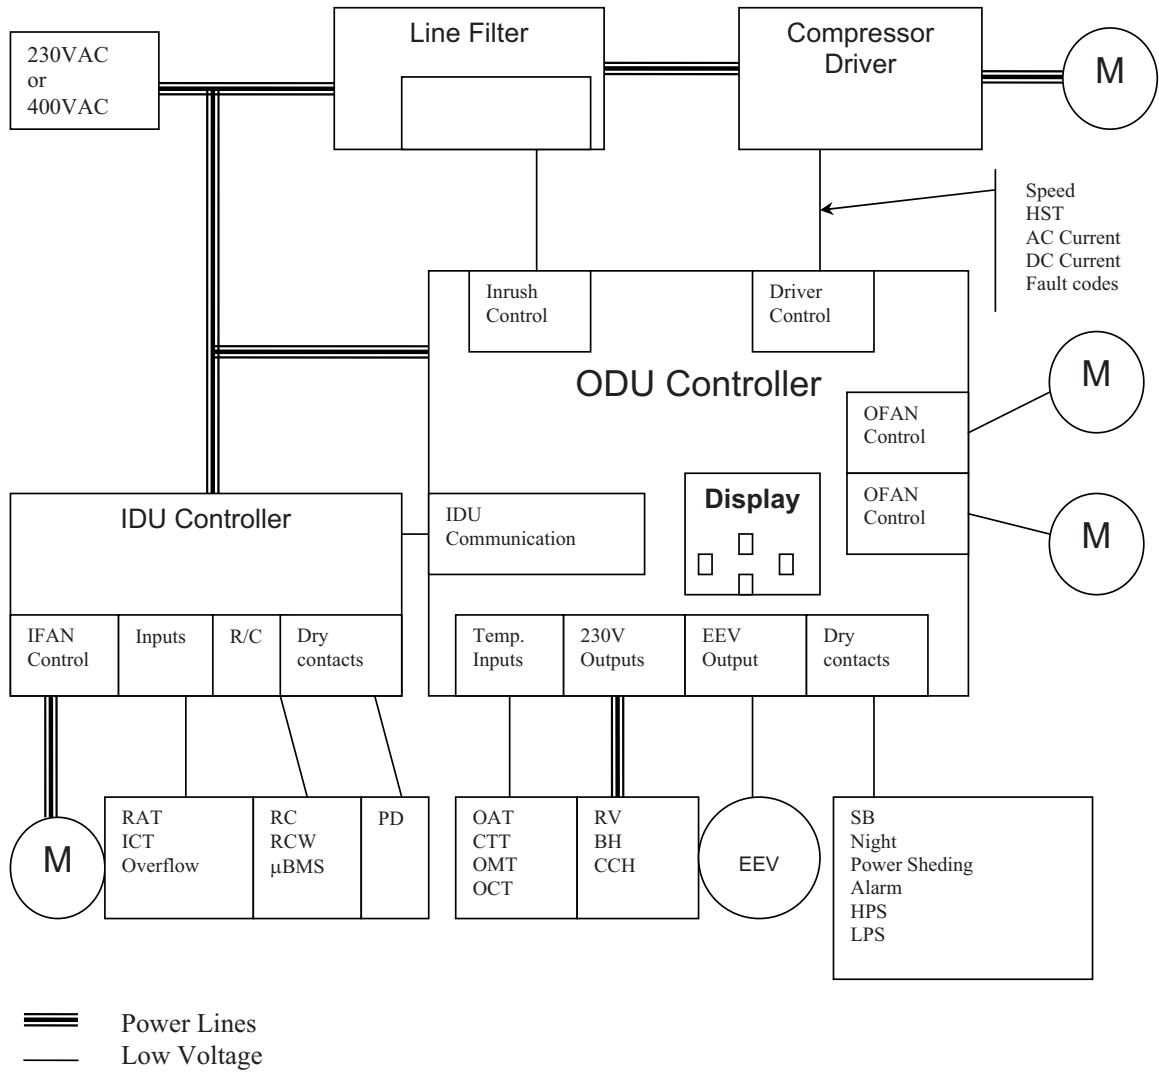 230VAC
or
400VAC
Line Filter
Compressor
Driver
M
Speed
HST
AC Current
DC Current
Fault codes
Inrush
Control
Driver
Control
ODU Controller
OFAN
Control
M
OFAN
Control
M
Display
IDU Controller
IDU
Communication
IFAN
Control
Inputs
R/C
Dry
contacts
Temp.
Inputs
230V
Outputs
EEV
Output
Dry
contacts
M
RAT
ICT
Overflow
RC
RCW
μBMS
PD
OAT
CTT
OMT
OCT
RV
BH
CCH
EEV
SB
Night
Power Sheding
Alarm
HPS
LPS
Power Lines
Low Voltage